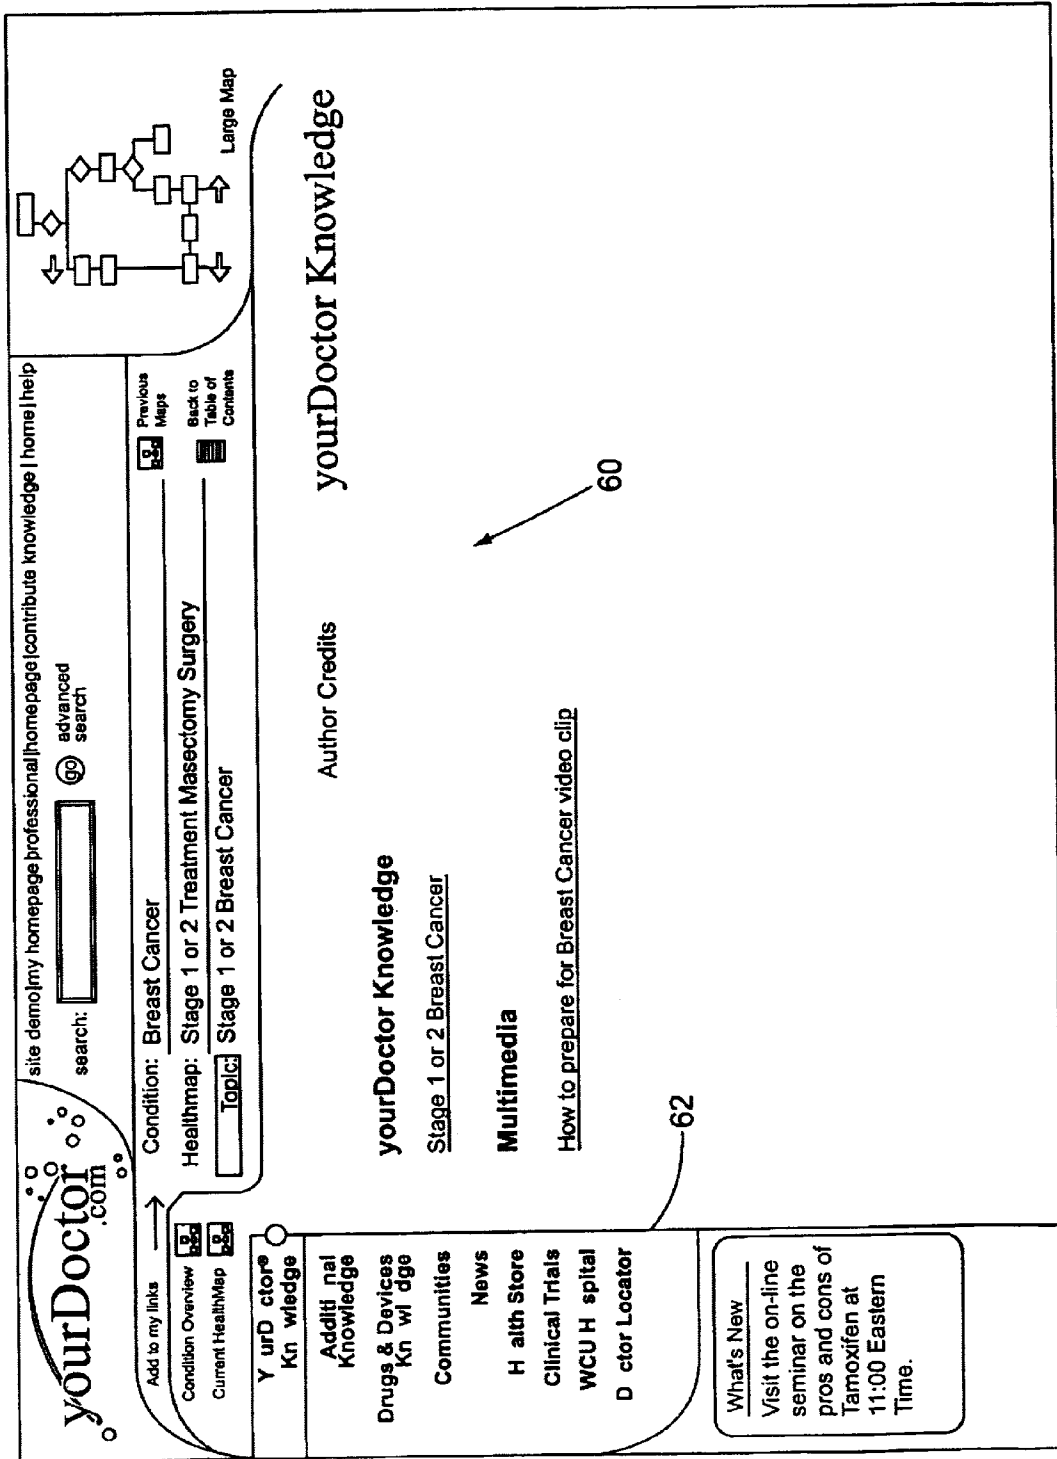 yourDoctor
.com
site demo|my homepage professional|homepage|contribute knowledge|home|help
search:
go
advanced
search
Large Map
Add to my links
Condition Overview
Current HealthMap
Condition: Breast Cancer
Healthmap: Stage 1 or 2 Treatment Masectomy Surgery
Topic: Stage 1 or 2 Breast Cancer
Previous
Maps
Back to
Table of
Contents
Y urD ctor®
Kn wledge
Additi nal
Knowledge
Drugs & Devices
Kn wl dge
Communities
News
H alth Store
Clinical Trials
WCU H spital
D ctor Locator
62
What's New
Visit the on-line
seminar on the
pros and cons of
Tamoxifen at
11:00 Eastern
Time.
Author Credits
yourDoctor Knowledge
yourDoctor Knowledge
Stage 1 or 2 Breast Cancer
Multimedia
How to prepare for Breast Cancer video clip
60